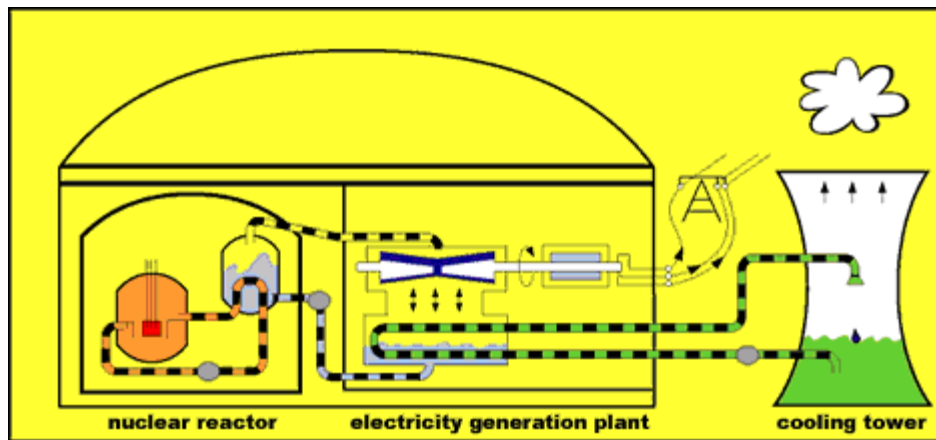 nuclear reactor
electricity generation plant
cooling tower